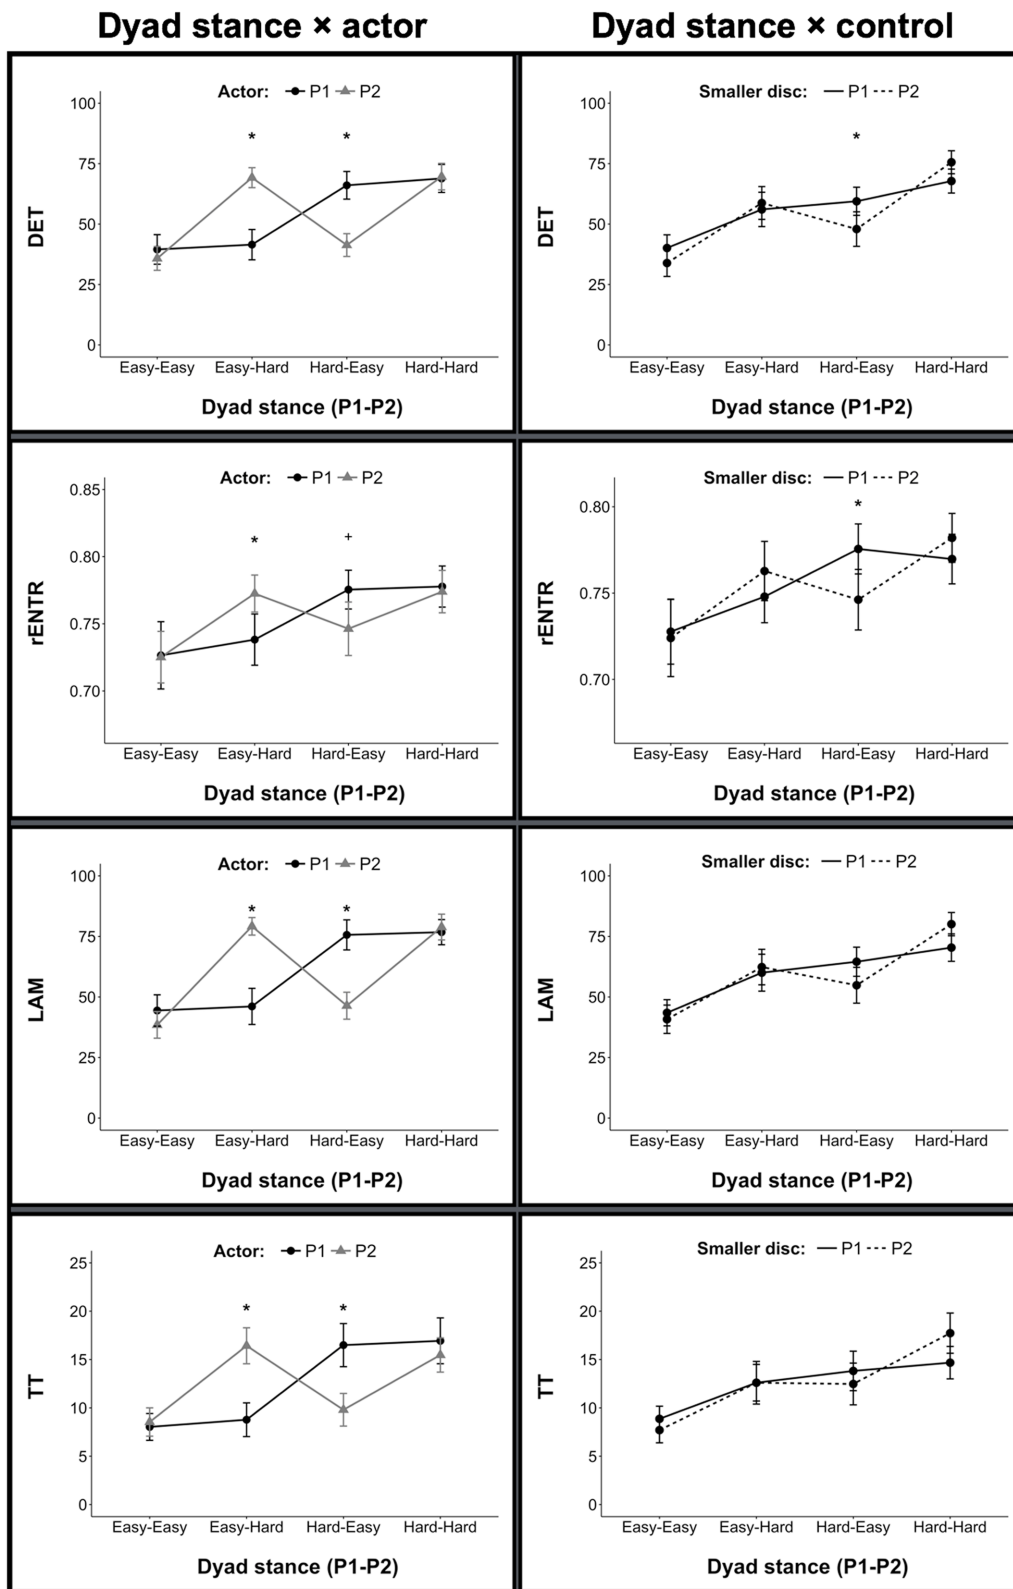 Dyad stance × actor
Dyad stance × control
Actor: P1 P2
100
75
50
25
0
DET
* *
Easy-Easy Easy-Hard Hard-Easy Hard-Hard
Dyad stance (P1-P2)
Smaller disc: P1 P2
100
75
50
25
0
DET
*
Easy-Easy Easy-Hard Hard-Easy Hard-Hard
Dyad stance (P1-P2)
Actor: P1 P2
0.85
0.80
0.75
0.70
rENTR
* +
Easy-Easy Easy-Hard Hard-Easy Hard-Hard
Dyad stance (P1-P2)
Smaller disc: P1 P2
0.80
0.75
0.70
rENTR
*
Easy-Easy Easy-Hard Hard-Easy Hard-Hard
Dyad stance (P1-P2)
Actor: P1 P2
100
75
50
25
0
LAM
* *
Easy-Easy Easy-Hard Hard-Easy Hard-Hard
Dyad stance (P1-P2)
Smaller disc: P1 P2
100
75
50
25
0
LAM
Easy-Easy Easy-Hard Hard-Easy Hard-Hard
Dyad stance (P1-P2)
Actor: P1 P2
25
20
15
10
5
0
TT
* *
Easy-Easy Easy-Hard Hard-Easy Hard-Hard
Dyad stance (P1-P2)
Smaller disc: P1 P2
25
20
15
10
5
0
TT
Easy-Easy Easy-Hard Hard-Easy Hard-Hard
Dyad stance (P1-P2)